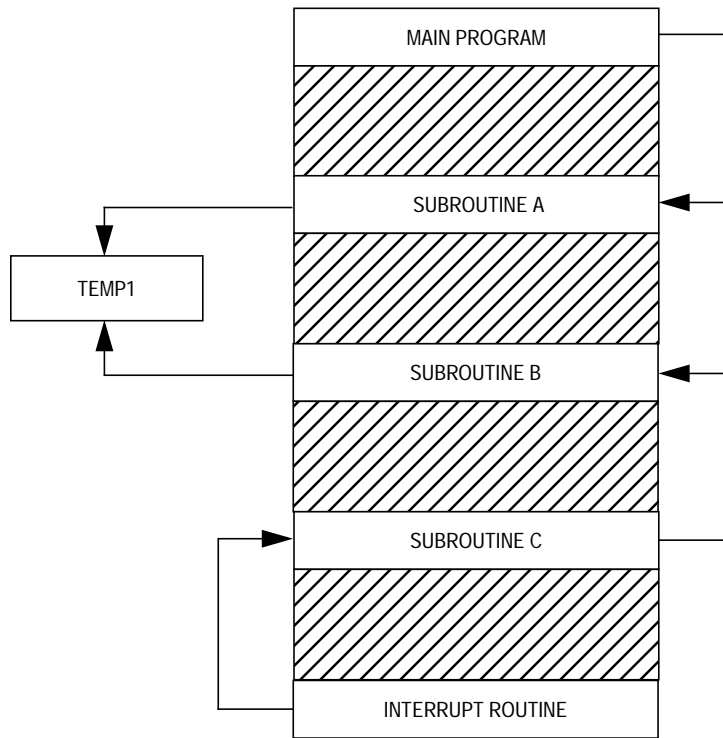 MAIN PROGRAM
SUBROUTINE A
TEMP1
SUBROUTINE B
SUBROUTINE C
INTERRUPT ROUTINE